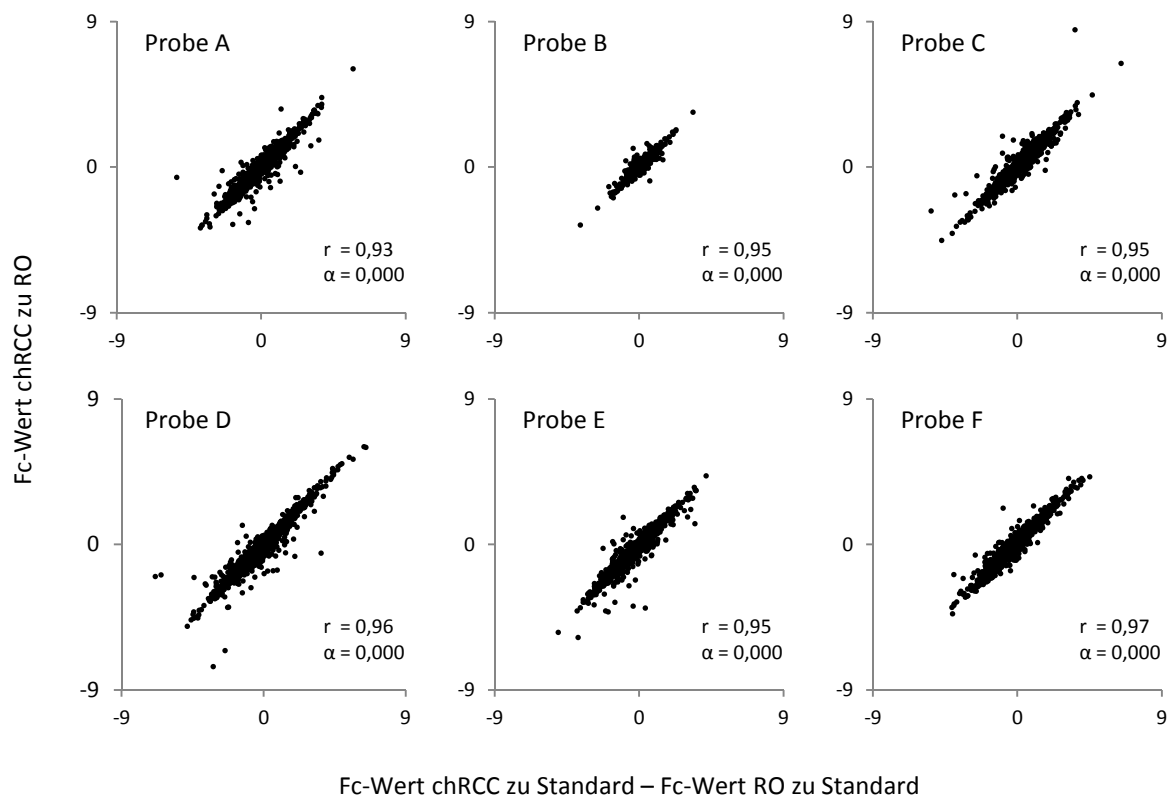 Fc-Wert chRCC zu RO
9
Probe A
0
r = 0,93
α = 0,000
-9
-9 0 9
9
Probe B
0
r = 0,95
α = 0,000
-9
-9 0 9
9
Probe C
0
r = 0,95
α = 0,000
-9
-9 0 9
9
Probe D
0
r = 0,96
α = 0,000
-9
-9 0 9
9
Probe E
0
r = 0,95
α = 0,000
-9
-9 0 9
9
Probe F
0
r = 0,97
α = 0,000
-9
-9 0 9
Fc-Wert chRCC zu Standard – Fc-Wert RO zu Standard